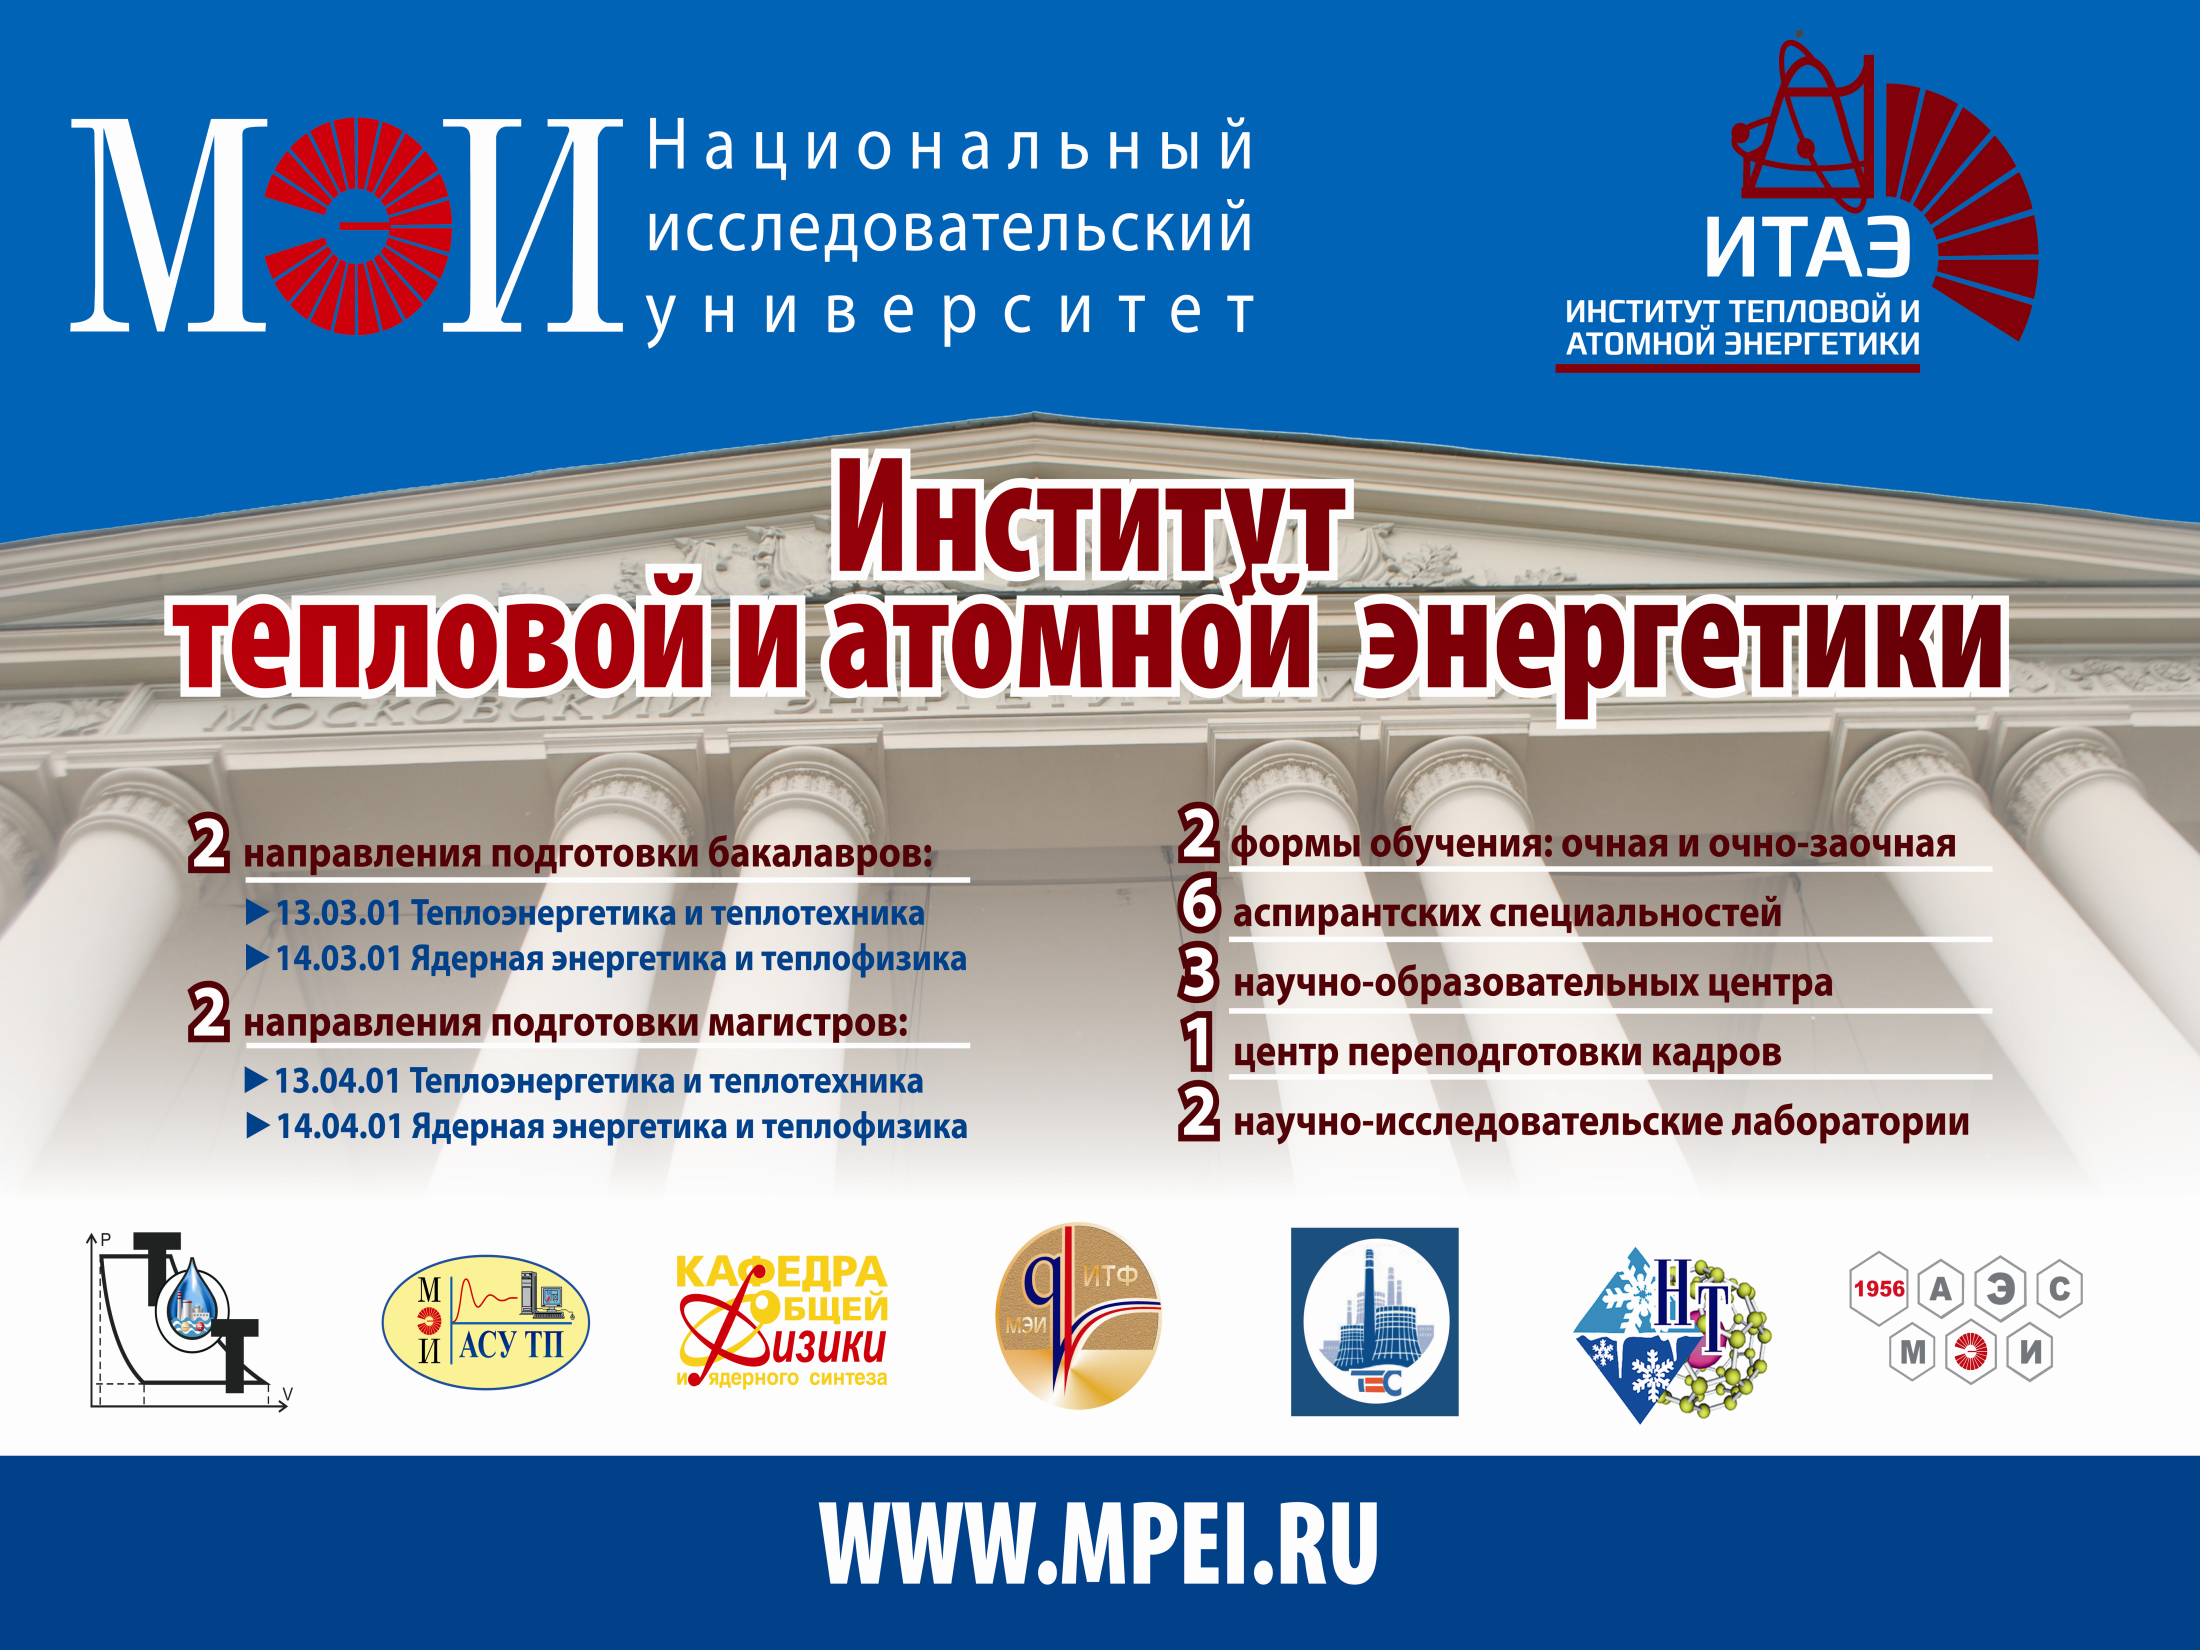 МЭИ
Национальный
исследовательский
университет
ИТАЭ
ИНСТИТУТ ТЕПЛОВОЙ И
АТОМНОЙ ЭНЕРГЕТИКИ
Институт
тепловой и атомной энергетики
МОСКОВСКИЙ ЭНЕРГЕТИЧЕСКИЙ
2 направления подготовки бакалавров:
13.03.01 Теплоэнергетика и теплотехника
14.03.01 Ядерная энергетика и теплофизика
2 направления подготовки магистров:
13.04.01 Теплоэнергетика и теплотехника
14.04.01 Ядерная энергетика и теплофизика
2 формы обучения: очная и очно-заочная
6 аспирантских специальностей
3 научно-образовательных центра
1 центр переподготовки кадров
2 научно-исследовательские лаборатории
P
Т
Т
V
МЭИ
АСУ ТП
КАФЕДРА
ОБЩЕЙ
Физики
и ядерного синтеза
q
ИТФ
МЭИ
ТЕС
НТ
1956 А Э С
М Э И
WWW.MPEI.RU